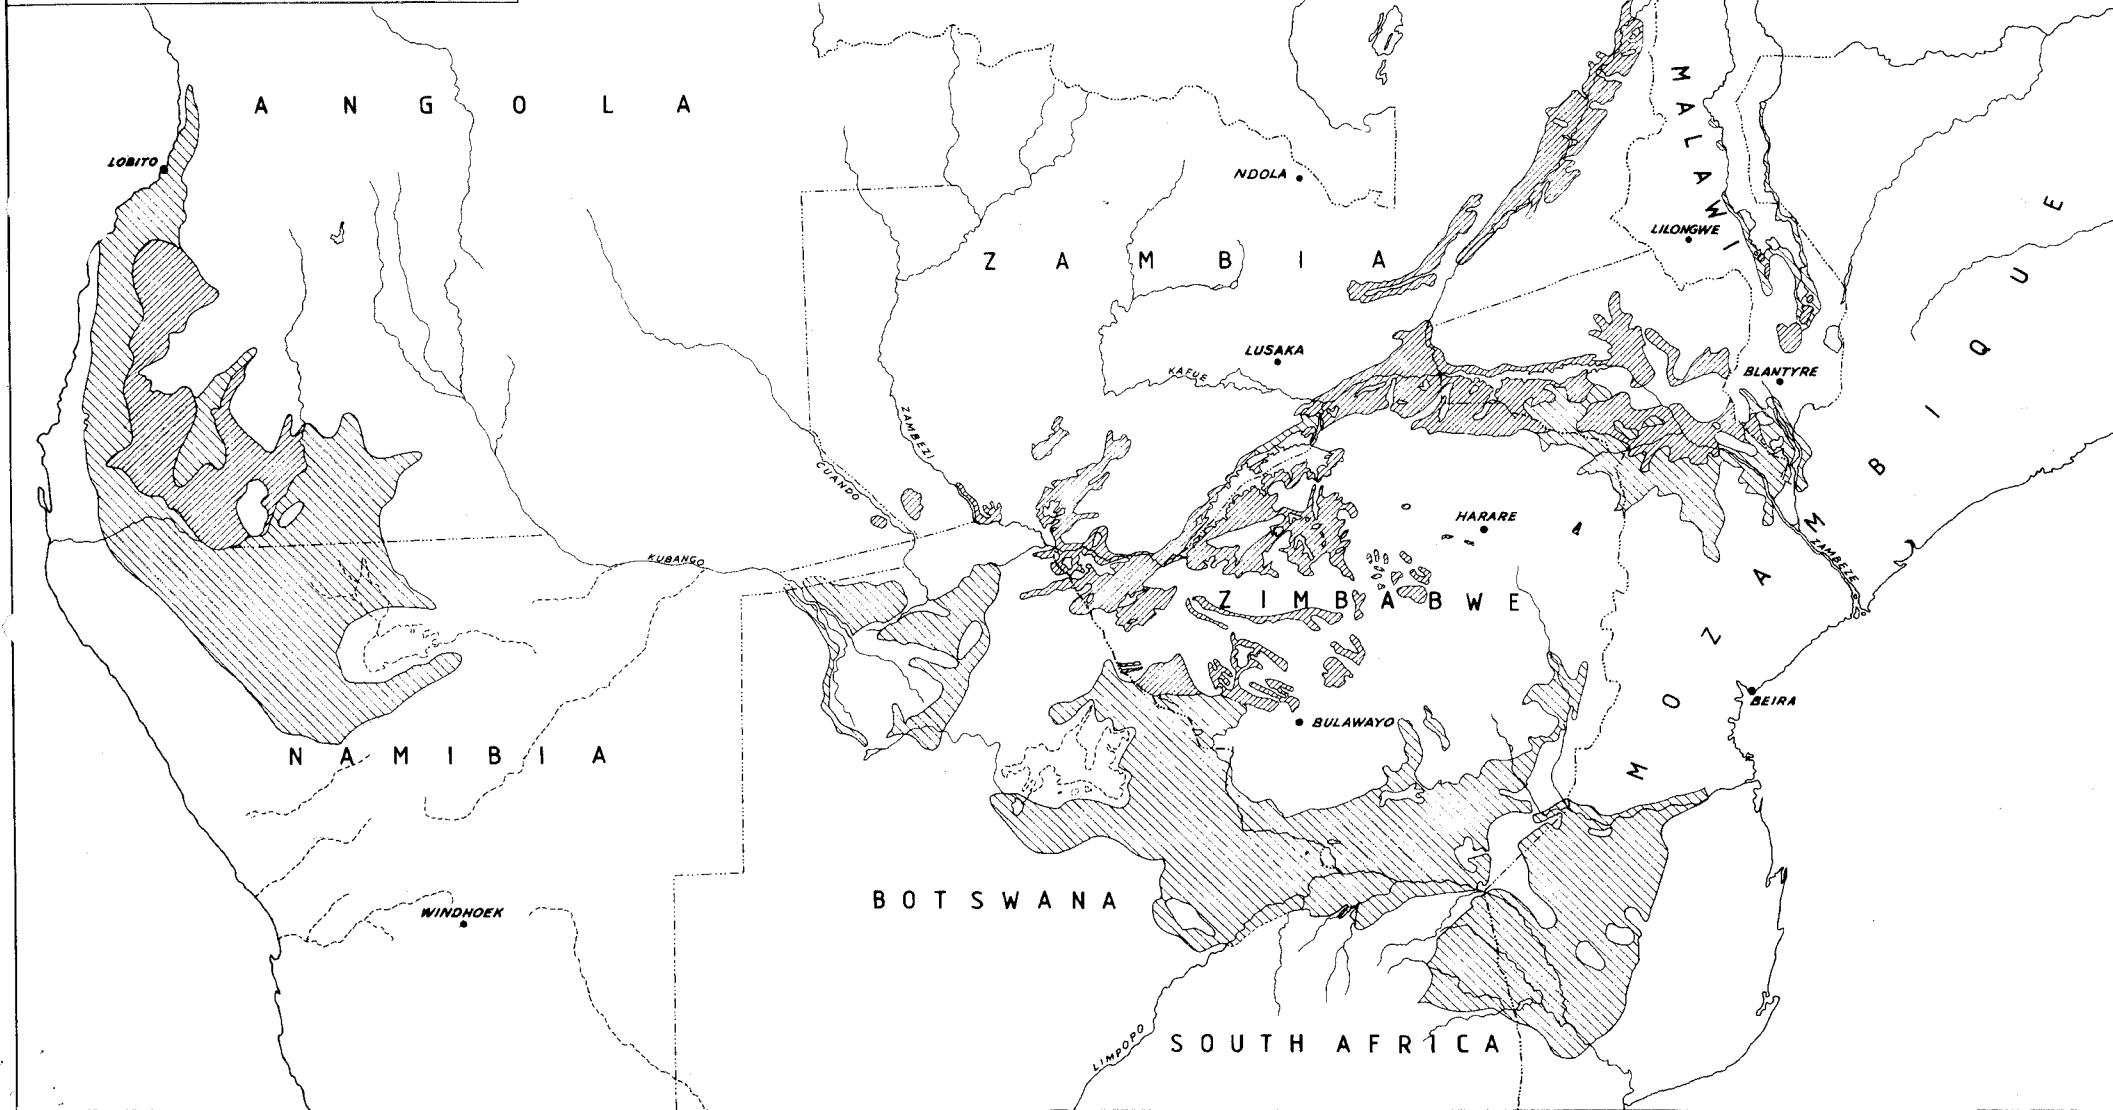 ANGOLA
MALAWI
LOBITO
NDOLA
LILONGWE
ZAMBIA
MOZAMBIQUE
LUSAKA
KAFUE
BLANTYRE
ZAMBEZI
CUANDO
HARARE
ZAMBEZE
KUBANGO
ZIMBABWE
BEIRA
BULAWAYO
NAMIBIA
BOTSWANA
WINDHOEK
SOUTH AFRICA
LIMPOPO